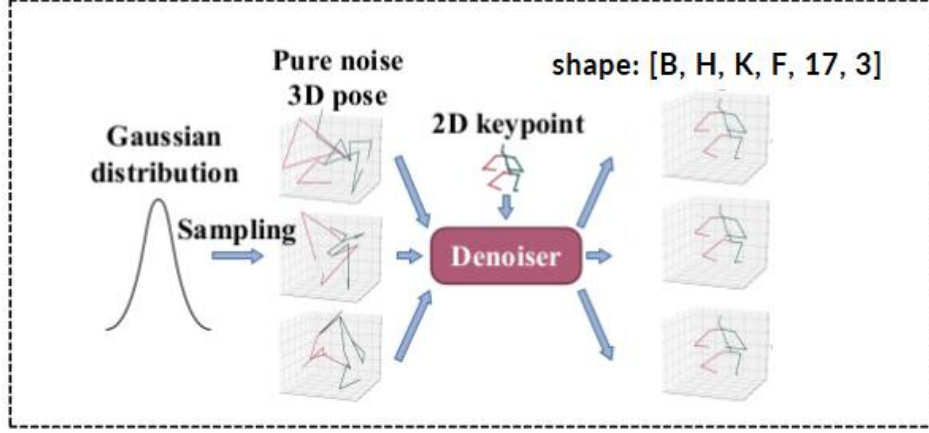 Pure noise
3D pose
shape: [B, H, K, F, 17, 3]
2D keypoint
Gaussian
distribution
Sampling
Denoiser